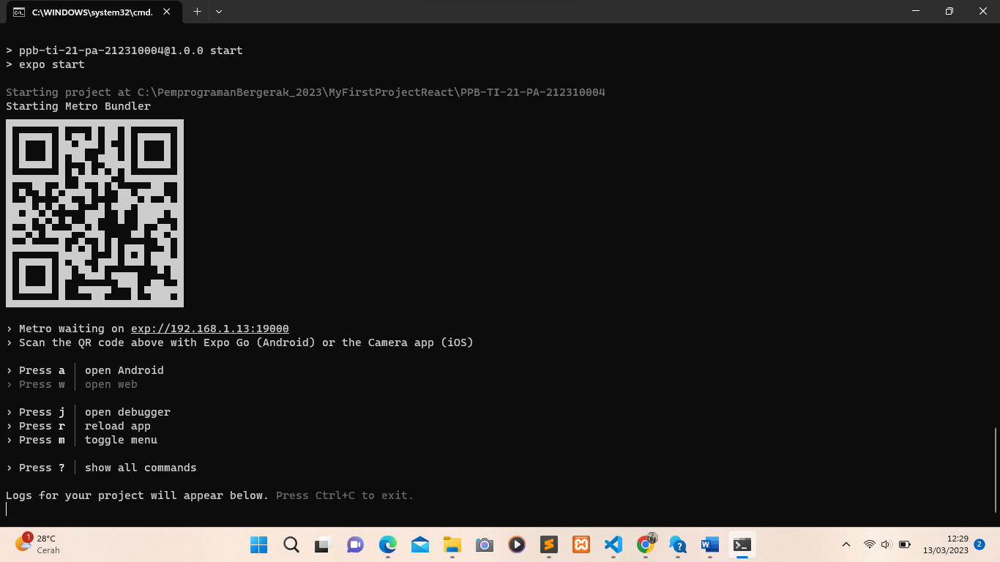 C:\WINDOWS\system32\cmd.
> ppb-ti-21-pa-212310004@1.0.0 start
> expo start
Starting project at C:\PemprogramanBergerak_2023\MyFirstProjectReact\PPB-TI-21-PA-212310004
Starting Metro Bundler
› Metro waiting on exp://192.168.1.13:19000
› Scan the QR code above with Expo Go (Android) or the Camera app (iOS)
› Press a │ open Android
› Press w │ open web
› Press j │ open debugger
› Press r │ reload app
› Press m │ toggle menu
› Press ? │ show all commands
Logs for your project will appear below. Press Ctrl+C to exit.
1
28°C
Cerah
12:29
13/03/2023
2